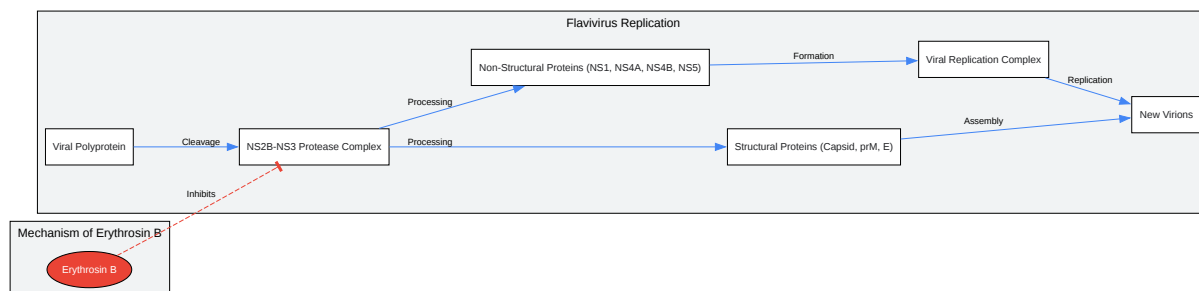 Flavivirus Replication
Non-Structural Proteins (NS1, NS4A, NS4B, NS5)
Formation
Viral Replication Complex
Replication
New Virions
Processing
Viral Polyprotein
Cleavage
NS2B-NS3 Protease Complex
Processing
Structural Proteins (Capsid, prM, E)
Assembly
Inhibits
Mechanism of Erythrosin B
Erythrosin B